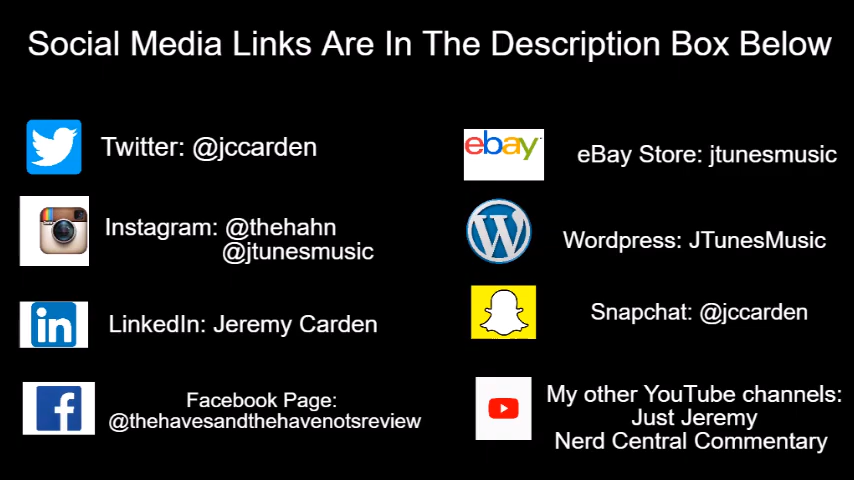 Social Media Links Are In The Description Box Below
Twitter: @jccarden
Instagram: @thehahn
@jtunesmusic
in LinkedIn: Jeremy Carden
f Facebook Page:
@thehavesandthehavenotsreview
ebay eBay Store: jtunesmusic
W Wordpress: JTunesMusic
Snapchat: @jccarden
My other YouTube channels:
Just Jeremy
Nerd Central Commentary